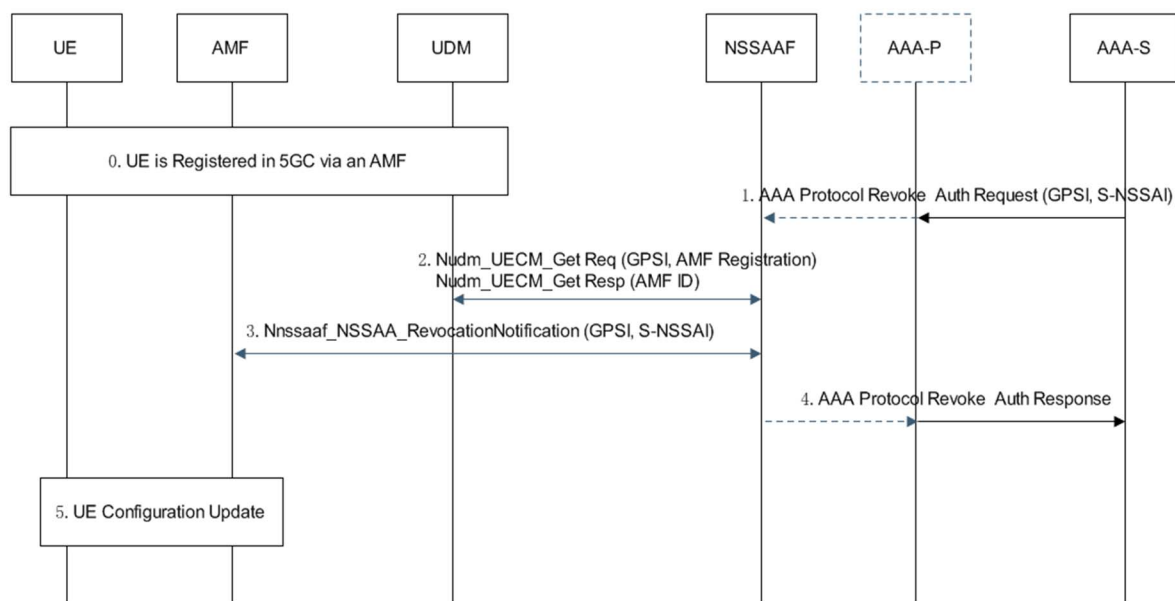 UE
AMF
UDM
NSSAAF
AAA-P
AAA-S
0. UE is Registered in 5GC via an AMF
1. AAA Protocol Revoke Auth Request (GPSI, S-NSSAI)
2. Nudm_UECM_Get Req (GPSI, AMF Registration)
Nudm_UECM_Get Resp (AMF ID)
3. Nnssaaf_NSSAA_RevocationNotification (GPSI, S-NSSAI)
4. AAA Protocol Revoke Auth Response
5. UE Configuration Update